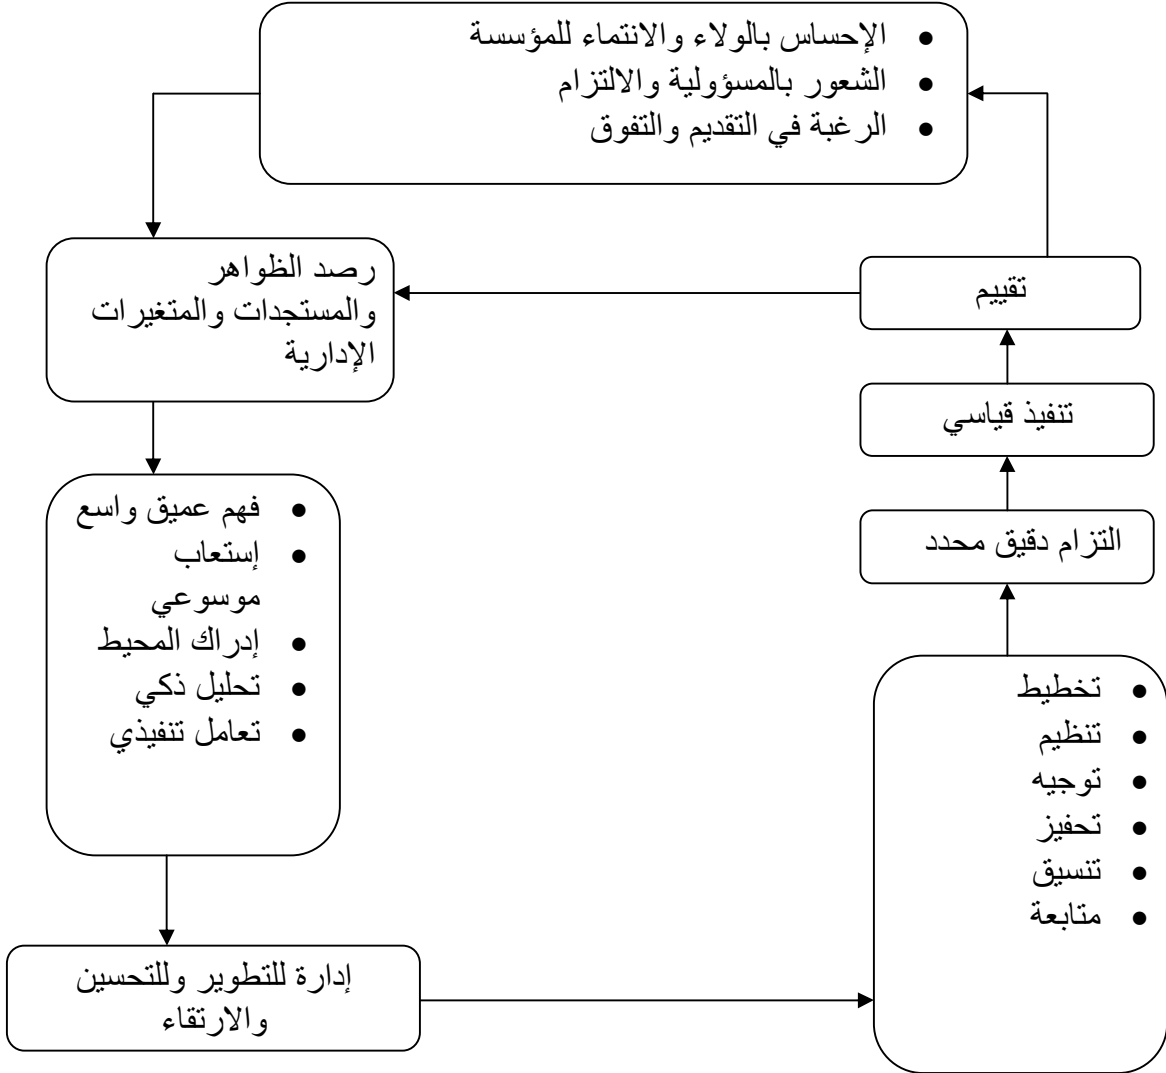 • الإحساس بالولاء والانتماء للمؤسسة
• الشعور بالمسؤولية والالتزام
• الرغبة في التقديم والتفوق
رصد الظواهر
والمستجدات والمتغيرات
الإدارية
• فهم عميق واسع
• إستعاب
موسوعي
• إدراك المحيط
• تحليل ذكي
• تعامل تنفيذي
إدارة للتطوير وللتحسين
والارتقاء
• تخطيط
• تنظيم
• توجيه
• تحفيز
• تنسيق
• متابعة
التزام دقيق محدد
تنفيذ قياسي
تقييم